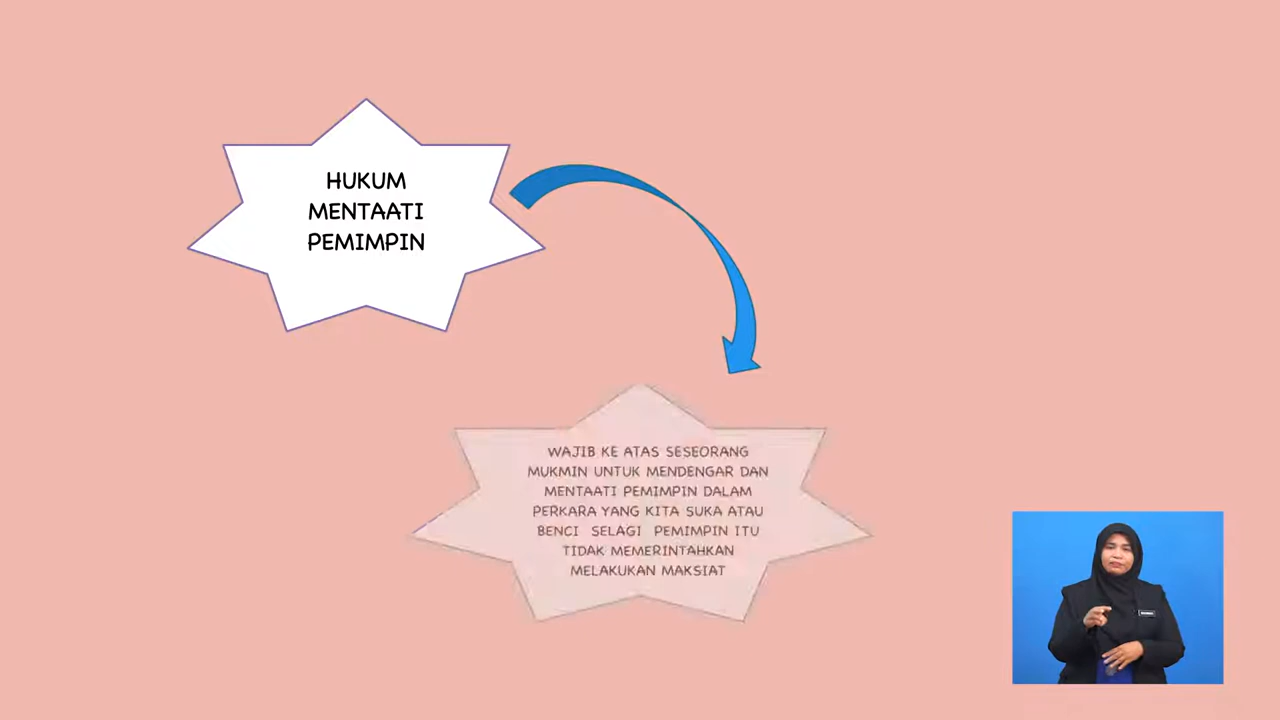 HUKUM
MENTAATI
PEMIMPIN
WAJIB KE ATAS SESEORANG
MUKMIN UNTUK MENDENGAR DAN
MENTAATI PEMIMPIN DALAM
PERKARA YANG KITA SUKA ATAU
BENCI SELAGI PEMIMPIN ITU
TIDAK MEMERINTAHKAN
MELAKUKAN MAKSIAT